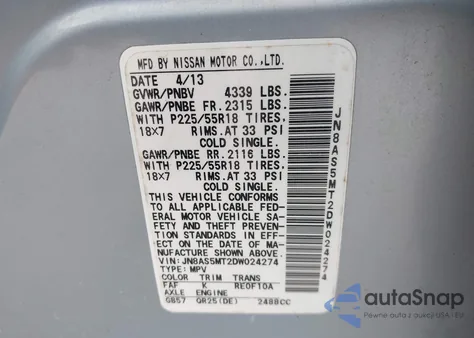 MFD BY NISSAN MOTOR CO.,LTD.
DATE 4/13
GVWR/PNBV 4339 LBS.
GAWR/PNBE FR. 2315 LBS.
WITH P225/55R18 TIRES,
18X7 RIMS.AT 33 PSI
COLD SINGLE.
GAWR/PNBE RR. 2116 LBS.
WITH P225/55R18 TIRES,
18X7 RIMS.AT 33 PSI
COLD SINGLE.
THIS VEHICLE CONFORMS
TO ALL APPLICABLE FED-
ERAL MOTOR VEHICLE SA-
FETY AND THEFT PREVEN-
TION STANDARDS IN EFF-
ECT ON THE DATE OF MA-
NUFACTURE SHOWN ABOVE.
VIN:JN8AS5MT2DW024274
TYPE: MPV
COLOR TRIM TRANS
FAF K RE0F10A
AXLE ENGINE
GB57 QR25(DE) 2488CC
JN8AS5MT2DW024274
autoSnap
Vehicle history archive